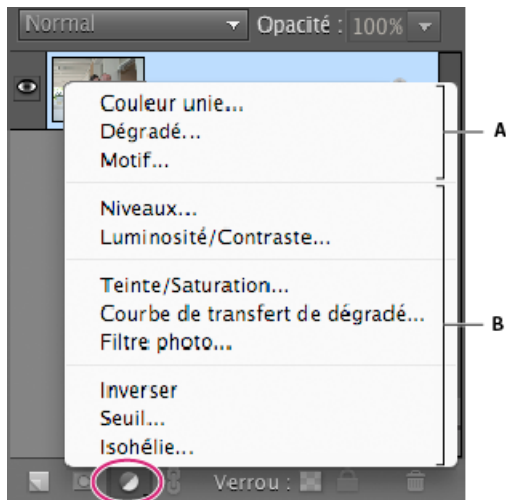 Normal Opacité : 100%
Couleur unie...
Dégradé...
Motif...
A
Niveaux...
Luminosité/Contraste...
Teinte/Saturation...
Courbe de transfert de dégradé...
Filtre photo...
B
Inverser
Seuil...
Isohélie...
Verrou :